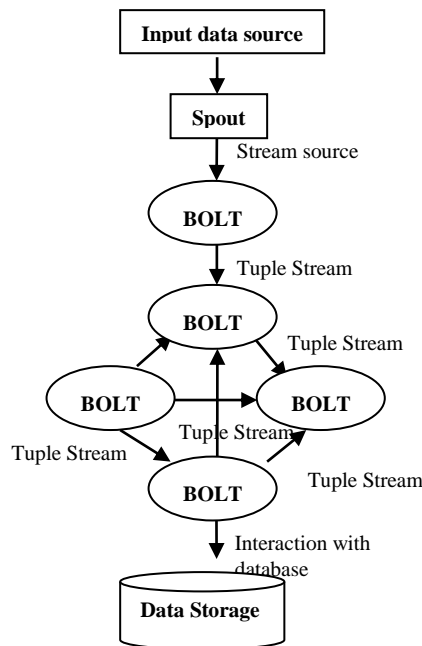 Input data source
Spout
Stream source
BOLT
Tuple Stream
BOLT
Tuple Stream
BOLT
BOLT
Tuple Stream
Tuple Stream
BOLT
Tuple Stream
Interaction with
database
Data Storage